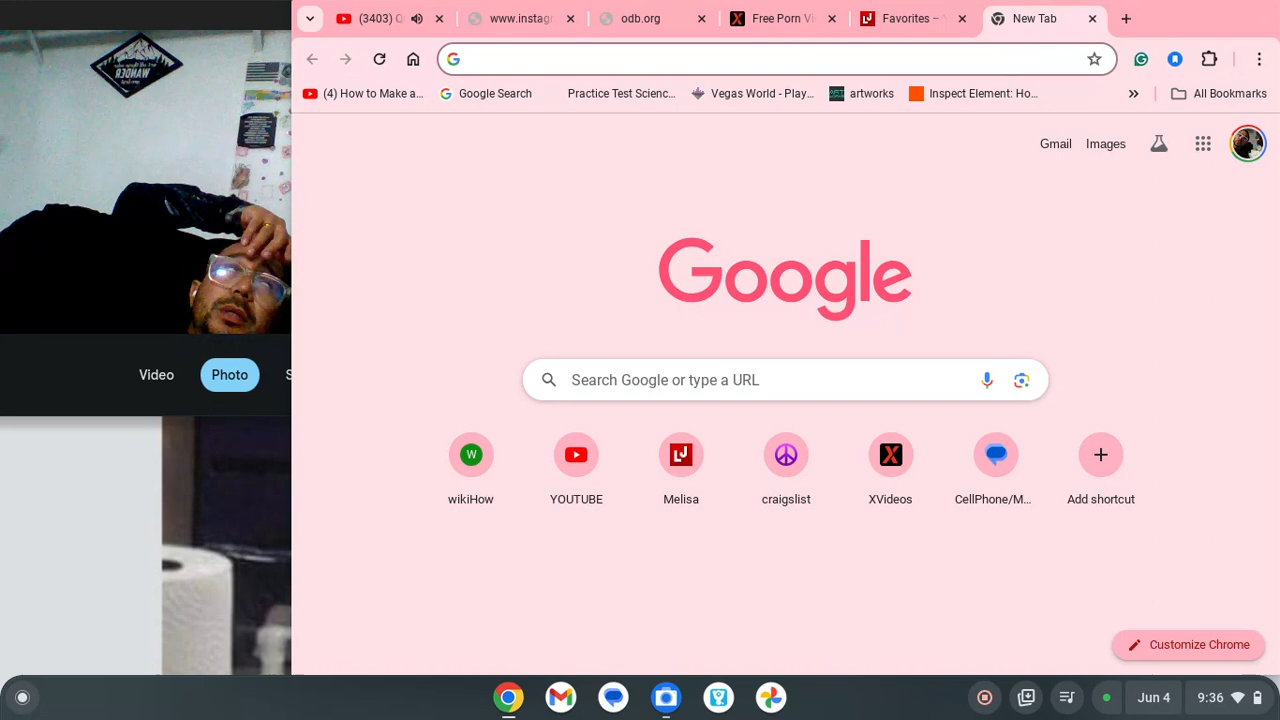 (3403) Q
www.instagr
odb.org
Free Porn Vi
Favorites –
New Tab
(4) How to Make a...
Google Search
Practice Test Scienc...
Vegas World - Play...
artworks
Inspect Element: Ho...
All Bookmarks
WANDER
Gmail
Images
Google
Search Google or type a URL
Video
Photo
W
wikiHow
YOUTUBE
Melisa
craigslist
XVideos
CellPhone/M...
Add shortcut
Customize Chrome
Jun 4
9:36